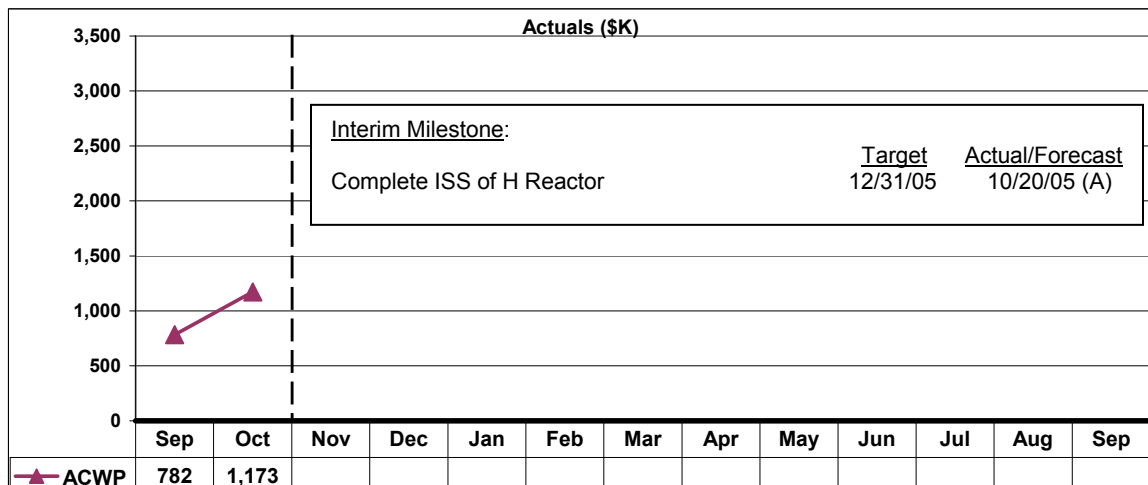 Actuals ($K)
3,500
3,000
2,500
2,000
1,500
1,000
500
0
Interim Milestone:
Target Actual/Forecast
Complete ISS of H Reactor 12/31/05 10/20/05 (A)
Sep Oct Nov Dec Jan Feb Mar Apr May Jun Jul Aug Sep
ACWP 782 1,173